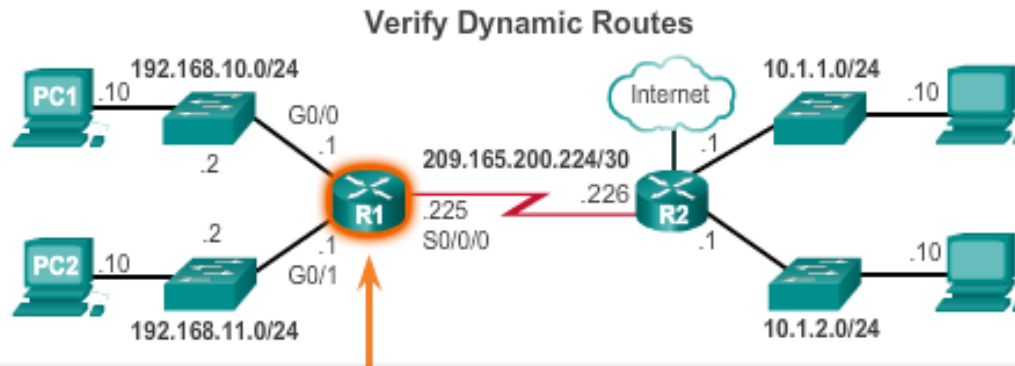 Verify Dynamic Routes
192.168.10.0/24
10.1.1.0/24
PC1
.10
G0/0
Internet
.10
.2
.1
209.165.200.224/30
.1
R1
.225
.226
R2
S0/0/0
.2
.1
.1
PC2
.10
G0/1
.10
192.168.11.0/24
10.1.2.0/24